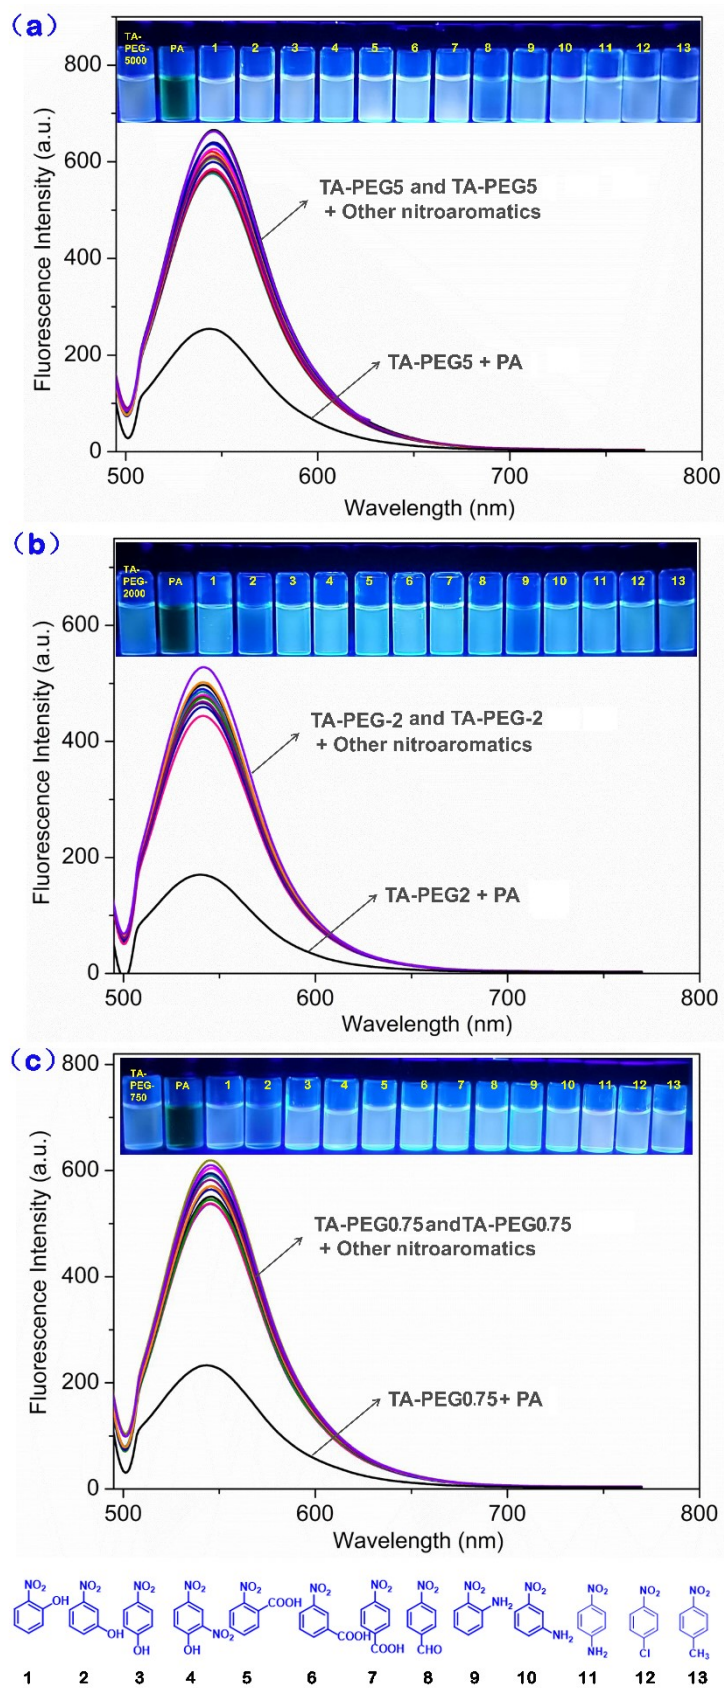 (a)
TA-
PEG-
5000
PA 1 2 3 4 5 6 7 8 9 10 11 12 13
800
600
400
200
0
Fluorescence Intensity (a.u.)
TA-PEG5 and TA-PEG5
+ Other nitroaromatics
TA-PEG5 + PA
500 600 700 800
Wavelength (nm)
(b)
TA-
PEG-
2000
PA 1 2 3 4 5 6 7 8 9 10 11 12 13
600
400
200
0
Fluorescence Intensity (a.u.)
TA-PEG-2 and TA-PEG-2
+ Other nitroaromatics
TA-PEG2 + PA
500 600 700 800
Wavelength (nm)
(c)
TA-
PEG-
750
PA 1 2 3 4 5 6 7 8 9 10 11 12 13
800
600
400
200
0
Fluorescence Intensity (a.u.)
TA-PEG0.75 and TA-PEG0.75
+ Other nitroaromatics
TA-PEG0.75 + PA
500 600 700 800
Wavelength (nm)
NO₂ NO₂ NO₂ NO₂ NO₂ NO₂ NO₂ NO₂ NO₂ NO₂ NO₂ NO₂ NO₂
OH OH OH OH NO₂ COOH COOH COOH CHO NH₂ NH₂ NH₂ Cl CH₃
1 2 3 4 5 6 7 8 9 10 11 12 13